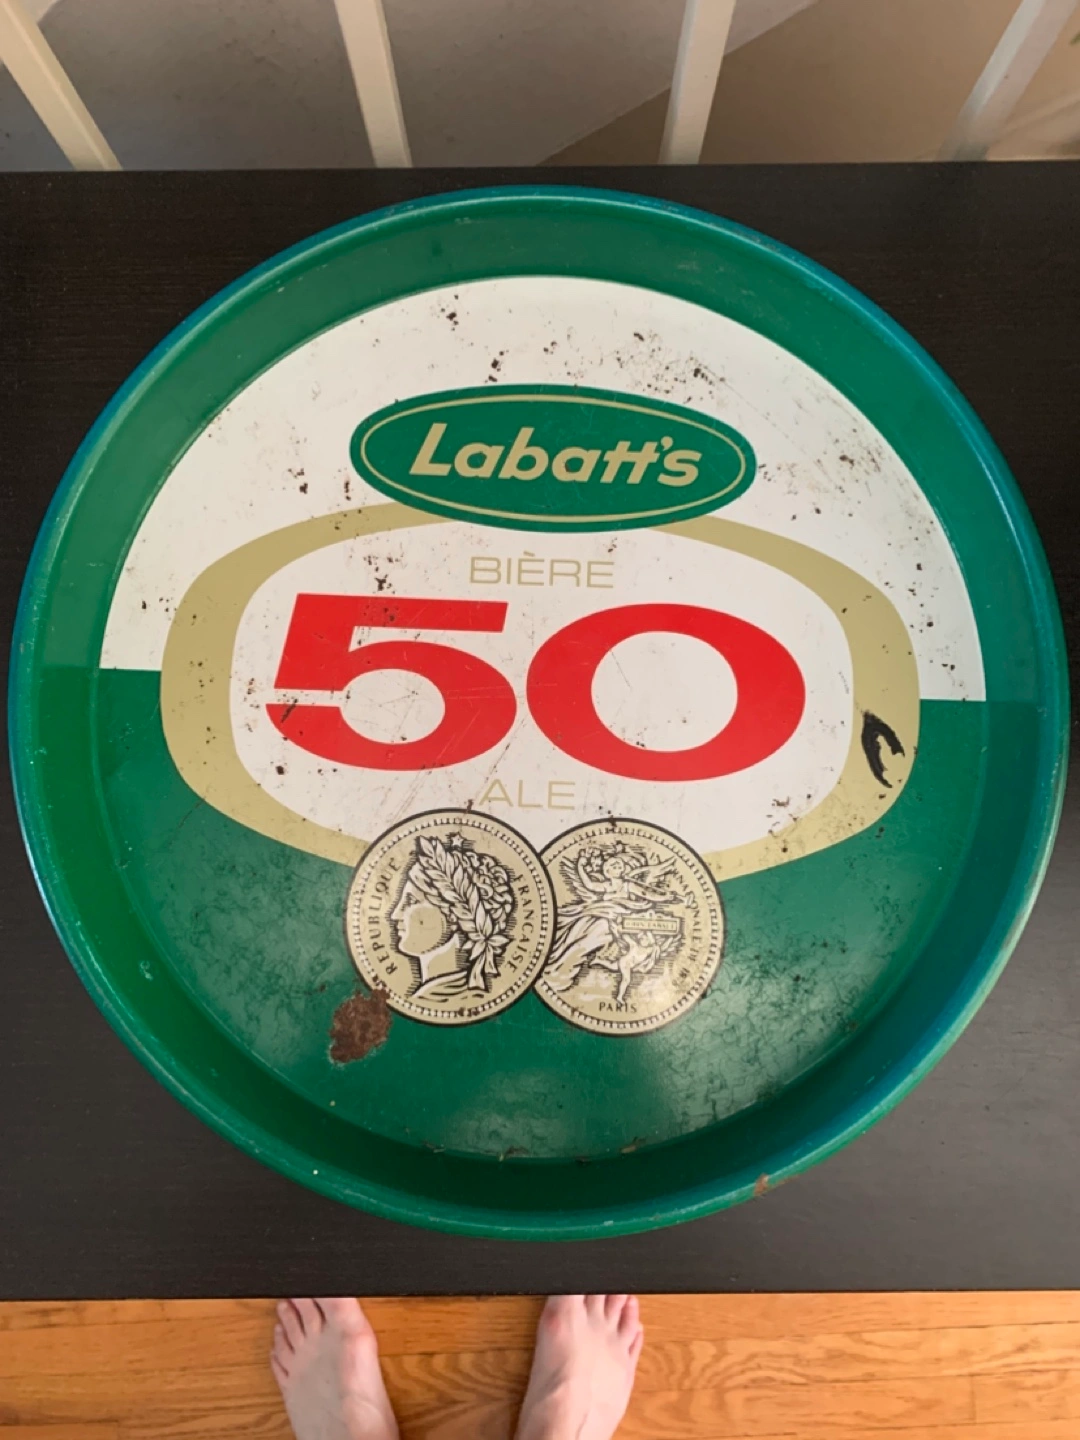 Labatt's
BIÈRE
50
ALE
REPUBLIQUE FRANCAISE
PARIS